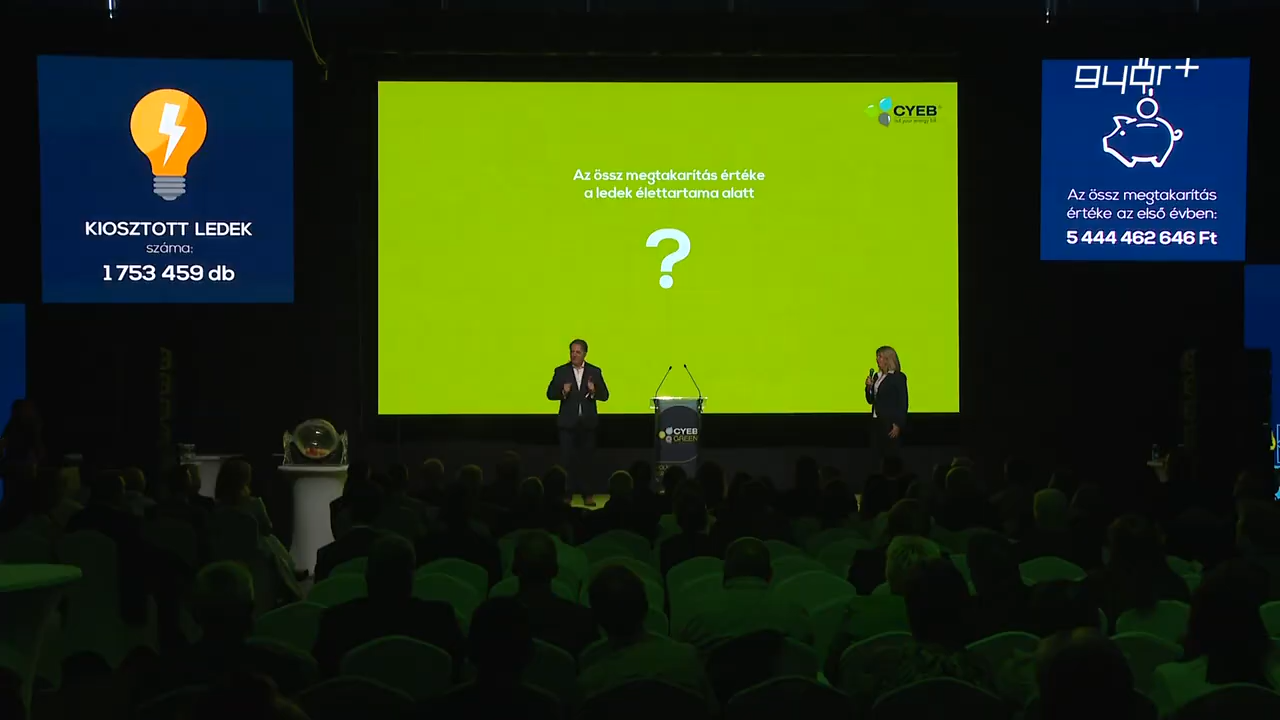 KIOSZTOTT LEDEK
száma:
1 753 459 db
CYEB
Az össz megtakarítás értéke
a ledek élettartama alatt
?
győr+
Az össz megtakarítás
értéke az első évben:
5 444 462 646 Ft
CYEB
GREEN